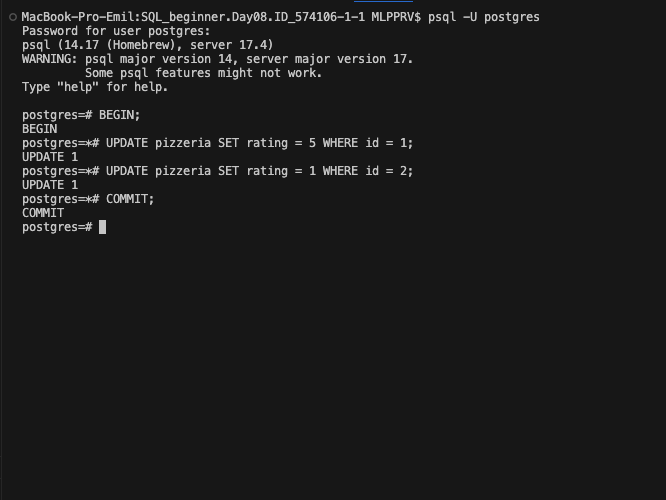 MacBook-Pro-Emil:SQL_beginner.Day08.ID_574106-1-1 MLPPRV$ psql -U postgres
Password for user postgres:
psql (14.17 (Homebrew), server 17.4)
WARNING: psql major version 14, server major version 17.
         Some psql features might not work.
Type "help" for help.

postgres=# BEGIN;
BEGIN
postgres=*# UPDATE pizzeria SET rating = 5 WHERE id = 1;
UPDATE 1
postgres=*# UPDATE pizzeria SET rating = 1 WHERE id = 2;
UPDATE 1
postgres=*# COMMIT;
COMMIT
postgres=#